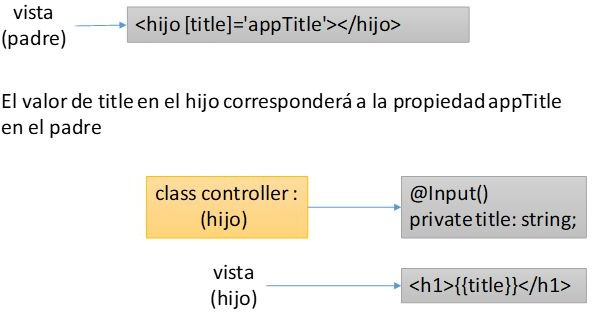 vista
(padre)
<hijo [title]='appTitle'></hijo>
El valor de title en el hijo corresponderá a la propiedad appTitle
en el padre
class controller :
(hijo)
@Input()
private title: string;
vista
(hijo)
<h1>{{title}}</h1>